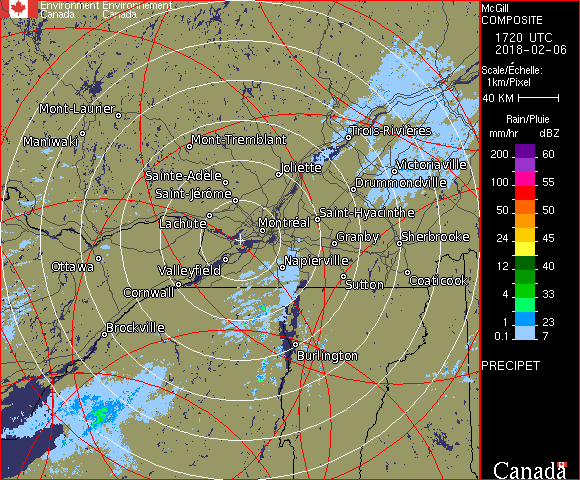 Environment Environnement
Canada Canada
McGill
COMPOSITE
1720 UTC
2018-02-06
Scale/Échelle:
1km/Pixel
40 KM
Rain/Pluie
mm/hr dBZ
200 60
55
100 55
50 50
24 45
12 40
4 33
1 23
0.1 7
PRECIPET
Canada
Mont-Laurier
Maniwaki
Mont-Tremblant
Trois-Rivières
Joliette
Victoriaville
Sainte-Adèle
Drummondville
Saint-Jérôme
Saint-Hyacinthe
Lachute
Montréal
Granby
Sherbrooke
Ottawa
Valleyfield
Napierville
Coaticook
Cornwall
Sutton
Brockville
Burlington